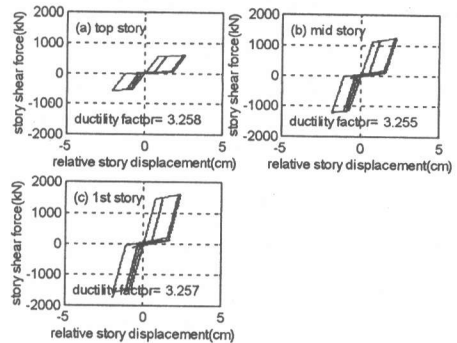 2000
1000
0
-1000
-2000
story shear force(kN)
(a) top story
ductility factor= 3.258
-5 0 5
relative story displacement(cm)
2000
1000
0
-1000
-2000
story shear force(kN)
(b) mid story
ductility factor= 3.255
-5 0 5
relative story displacement(cm)
2000
1000
0
-1000
-2000
story shear force(kN)
(c) 1st story
ductility factor= 3.257
-5 0 5
relative story displacement(cm)